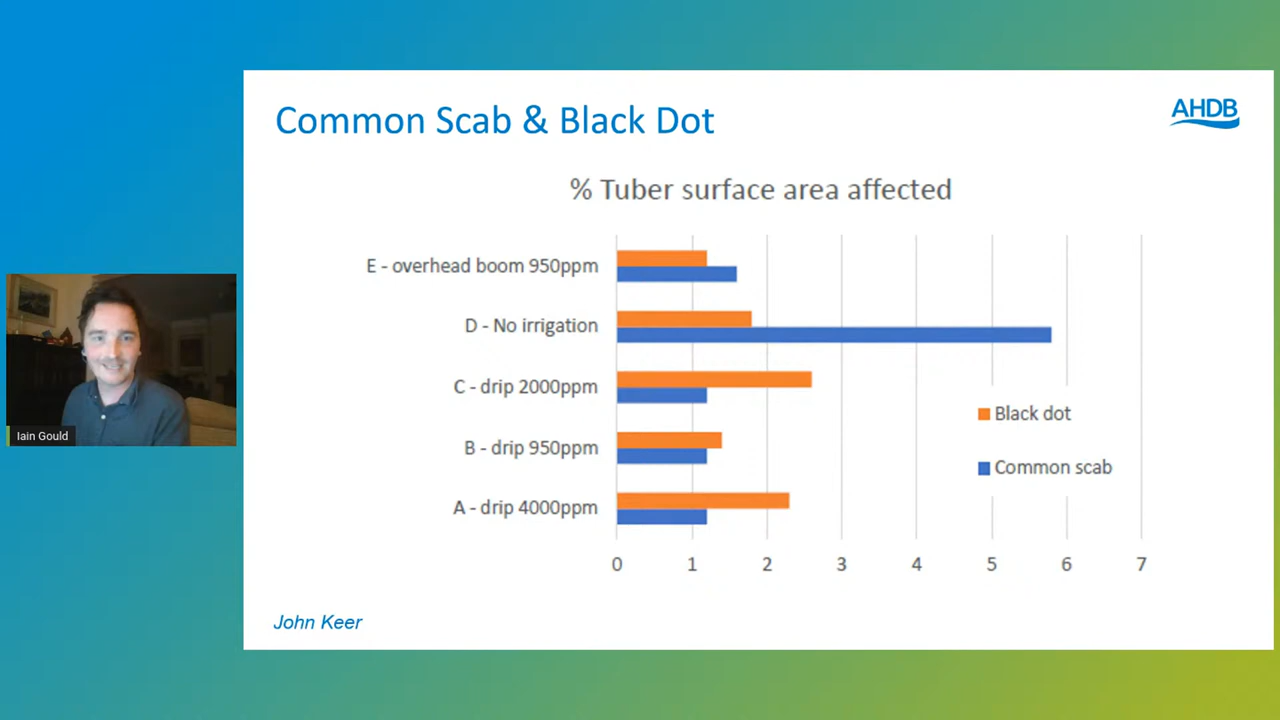 Common Scab & Black Dot
AHDB
% Tuber surface area affected
E - overhead boom 950ppm
D - No irrigation
C - drip 2000ppm
B - drip 950ppm
A - drip 4000ppm
Black dot
Common scab
0 1 2 3 4 5 6 7
John Keer
Iain Gould